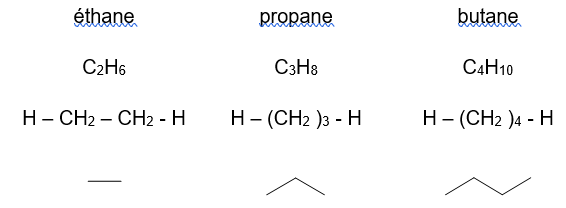 éthane propane butane
C2H6 C3H8 C4H10
H – CH2 – CH2 - H H – (CH2 )3 - H H – (CH2 )4 - H